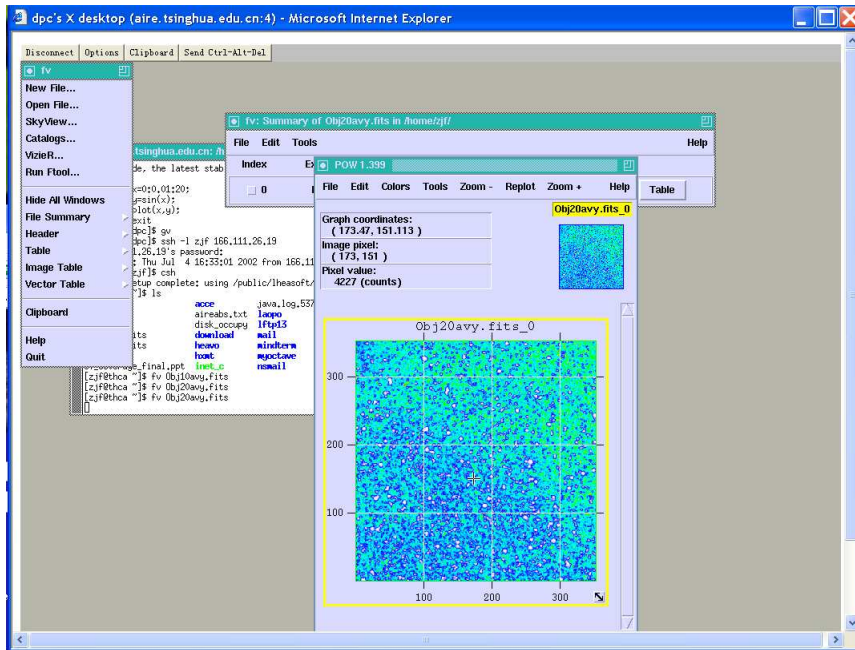 dpc's X desktop (aire.tsinghua.edu.cn:4) - Microsoft Internet Explorer
Disconnect Options Clipboard Send Ctrl-Alt-Del
fv
New File...
Open File...
SkyView...
Catalogs...
VizieR...
Run Ftool...
Hide All Windows
File Summary
Header
Table
Image Table
Vector Table
Clipboard
Help
Quit
.tsinghua.edu.cn: /h
de, the latest stab
x=0:0.01:20;
y=sin(x);
plot(x,y);
exit
dpc]$ gv
dpc]$ ssh -l zjf 166.111.26.19
1.26.19's password:
: Thu Jul 4 16:33:01 2002 from 166.11
zjf]$ csh
etup complete: using /public/lheasoft/
~]$ ls
acce java.log.537
aireabs.txt laopo
disk_occupy lftp13
its download mail
its heavo mindterm
hxmt myoctave
_final.ppt inet_c nsmail
[zjf@thca ~]$ fv Obj10avy.fits
[zjf@thca ~]$ fv Obj20avy.fits
[zjf@thca ~]$ fv Obj20avy.fits
fv: Summary of Obj20avy.fits in /home/zjf/
File Edit Tools Help
Index
0
Table
POW 1.399
File Edit Colors Tools Zoom - Replot Zoom + Help
Obj20avy.fits_0
Graph coordinates:
( 173.47, 151.113 )
Image pixel:
( 173, 151 )
Pixel value:
4227 (counts)
Obj20avy.fits_0
300
200
100
100 200 300